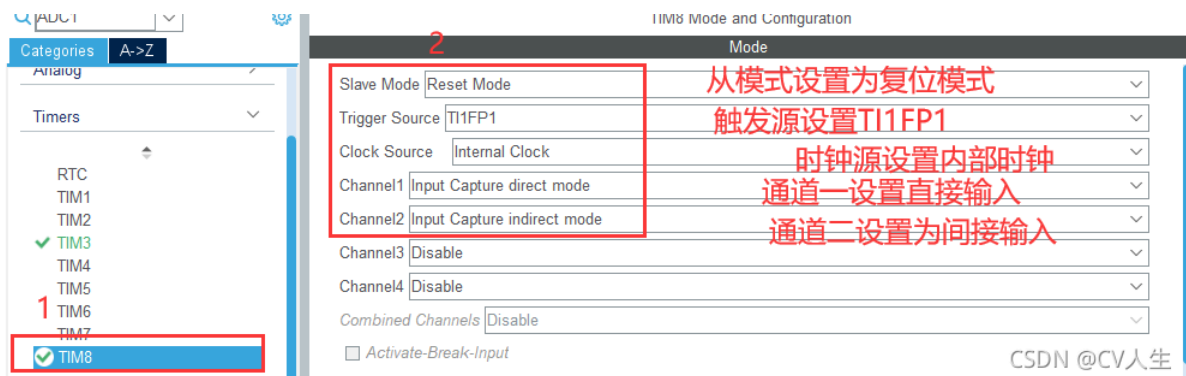 ADC1
TIM8 Mode and Configuration
Categories
A->Z
2
Mode
Analog
Slave Mode Reset Mode
从模式设置为复位模式
Timers
Trigger Source TI1FP1
触发源设置TI1FP1
Clock Source Internal Clock
时钟源设置内部时钟
RTC
Channel1 Input Capture direct mode
通道一设置直接输入
TIM1
TIM2
Channel2 Input Capture indirect mode
通道二设置为间接输入
TIM3
Channel3 Disable
TIM4
TIM5
Channel4 Disable
1
TIM6
Combined Channels Disable
TIM7
TIM8
Activate-Break-Input
CSDN @CV人生